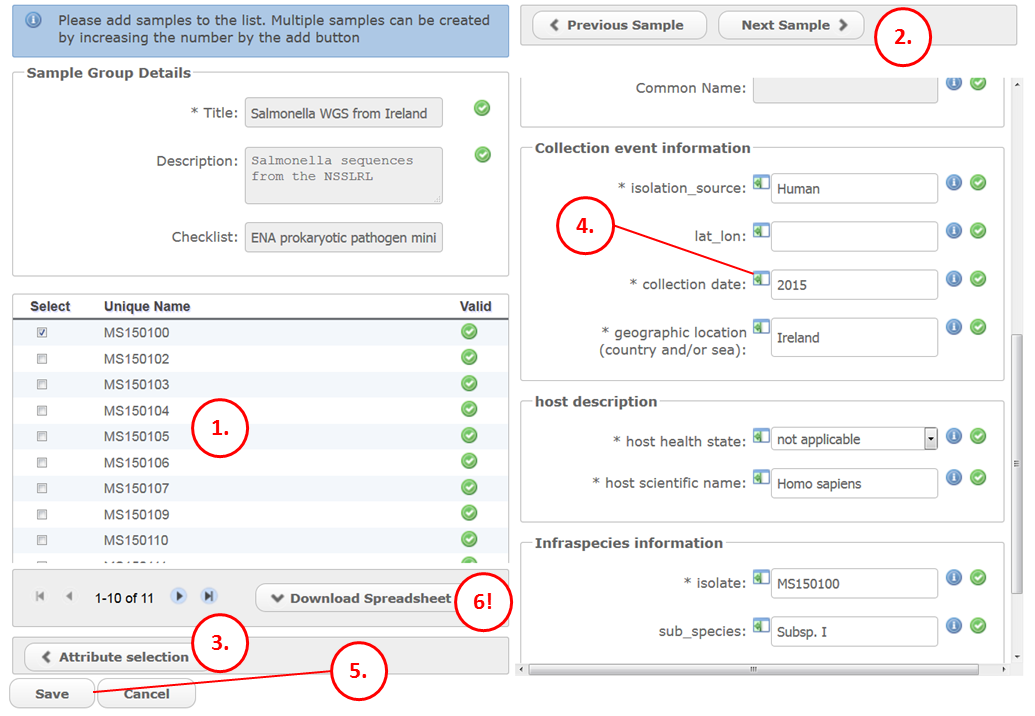 Please add samples to the list. Multiple samples can be created
by increasing the number by the add button
Sample Group Details
* Title: Salmonella WGS from Ireland
Description: Salmonella sequences
from the NSSLRL
Checklist: ENA prokaryotic pathogen mini
Select Unique Name Valid
MS150100
MS150102
MS150103
MS150104
MS150105
1.
MS150106
MS150107
MS150109
MS150110
1-10 of 11
Download Spreadsheet
6!
Attribute selection
3.
Save
Cancel
5.
Previous Sample
Next Sample
2.
Common Name:
Collection event information
* isolation_source: Human
4.
lat_lon:
* collection date: 2015
* geographic location
(country and/or sea): Ireland
host description
* host health state: not applicable
* host scientific name: Homo sapiens
Infraspecies information
* isolate: MS150100
sub_species: Subsp. I